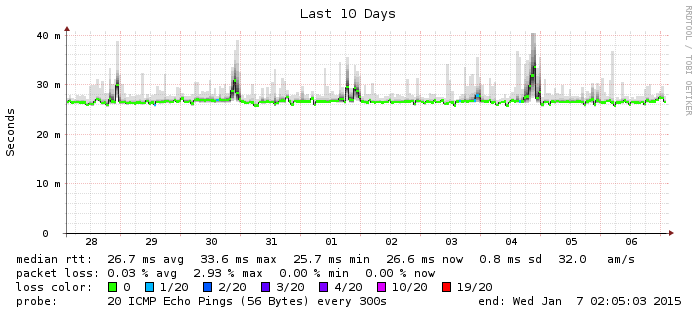 Last 10 Days
RRDTOOL / TOBI OETIKER
Seconds
40 m
30 m
20 m
10 m
0
28 29 30 31 01 02 03 04 05 06
median rtt: 26.7 ms avg 33.6 ms max 25.7 ms min 26.6 ms now 0.8 ms sd 32.0 am/s
packet loss: 0.03 % avg 2.93 % max 0.00 % min 0.00 % now
loss color: 0 1/20 2/20 3/20 4/20 10/20 19/20
probe: 20 ICMP Echo Pings (56 Bytes) every 300s end: Wed Jan 7 02:05:03 2015